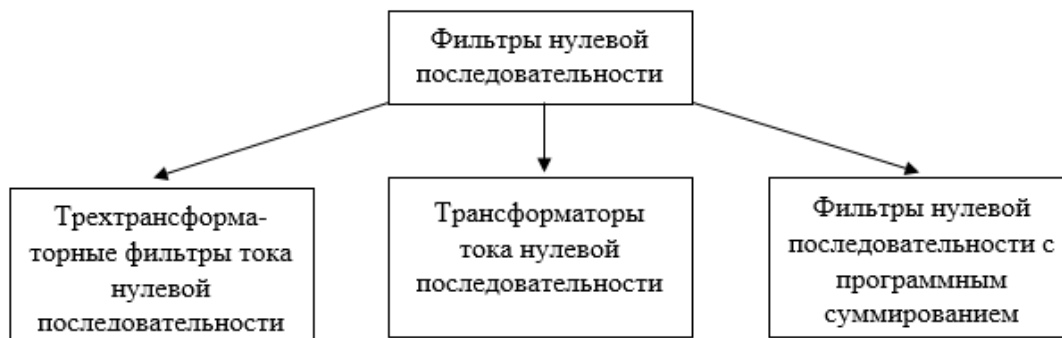 Фильтры нулевой
последовательности
Трехтрансформа-
торные фильтры тока
нулевой
последовательности
Трансформаторы
тока нулевой
последовательности
Фильтры нулевой
последовательности с
программным
суммированием